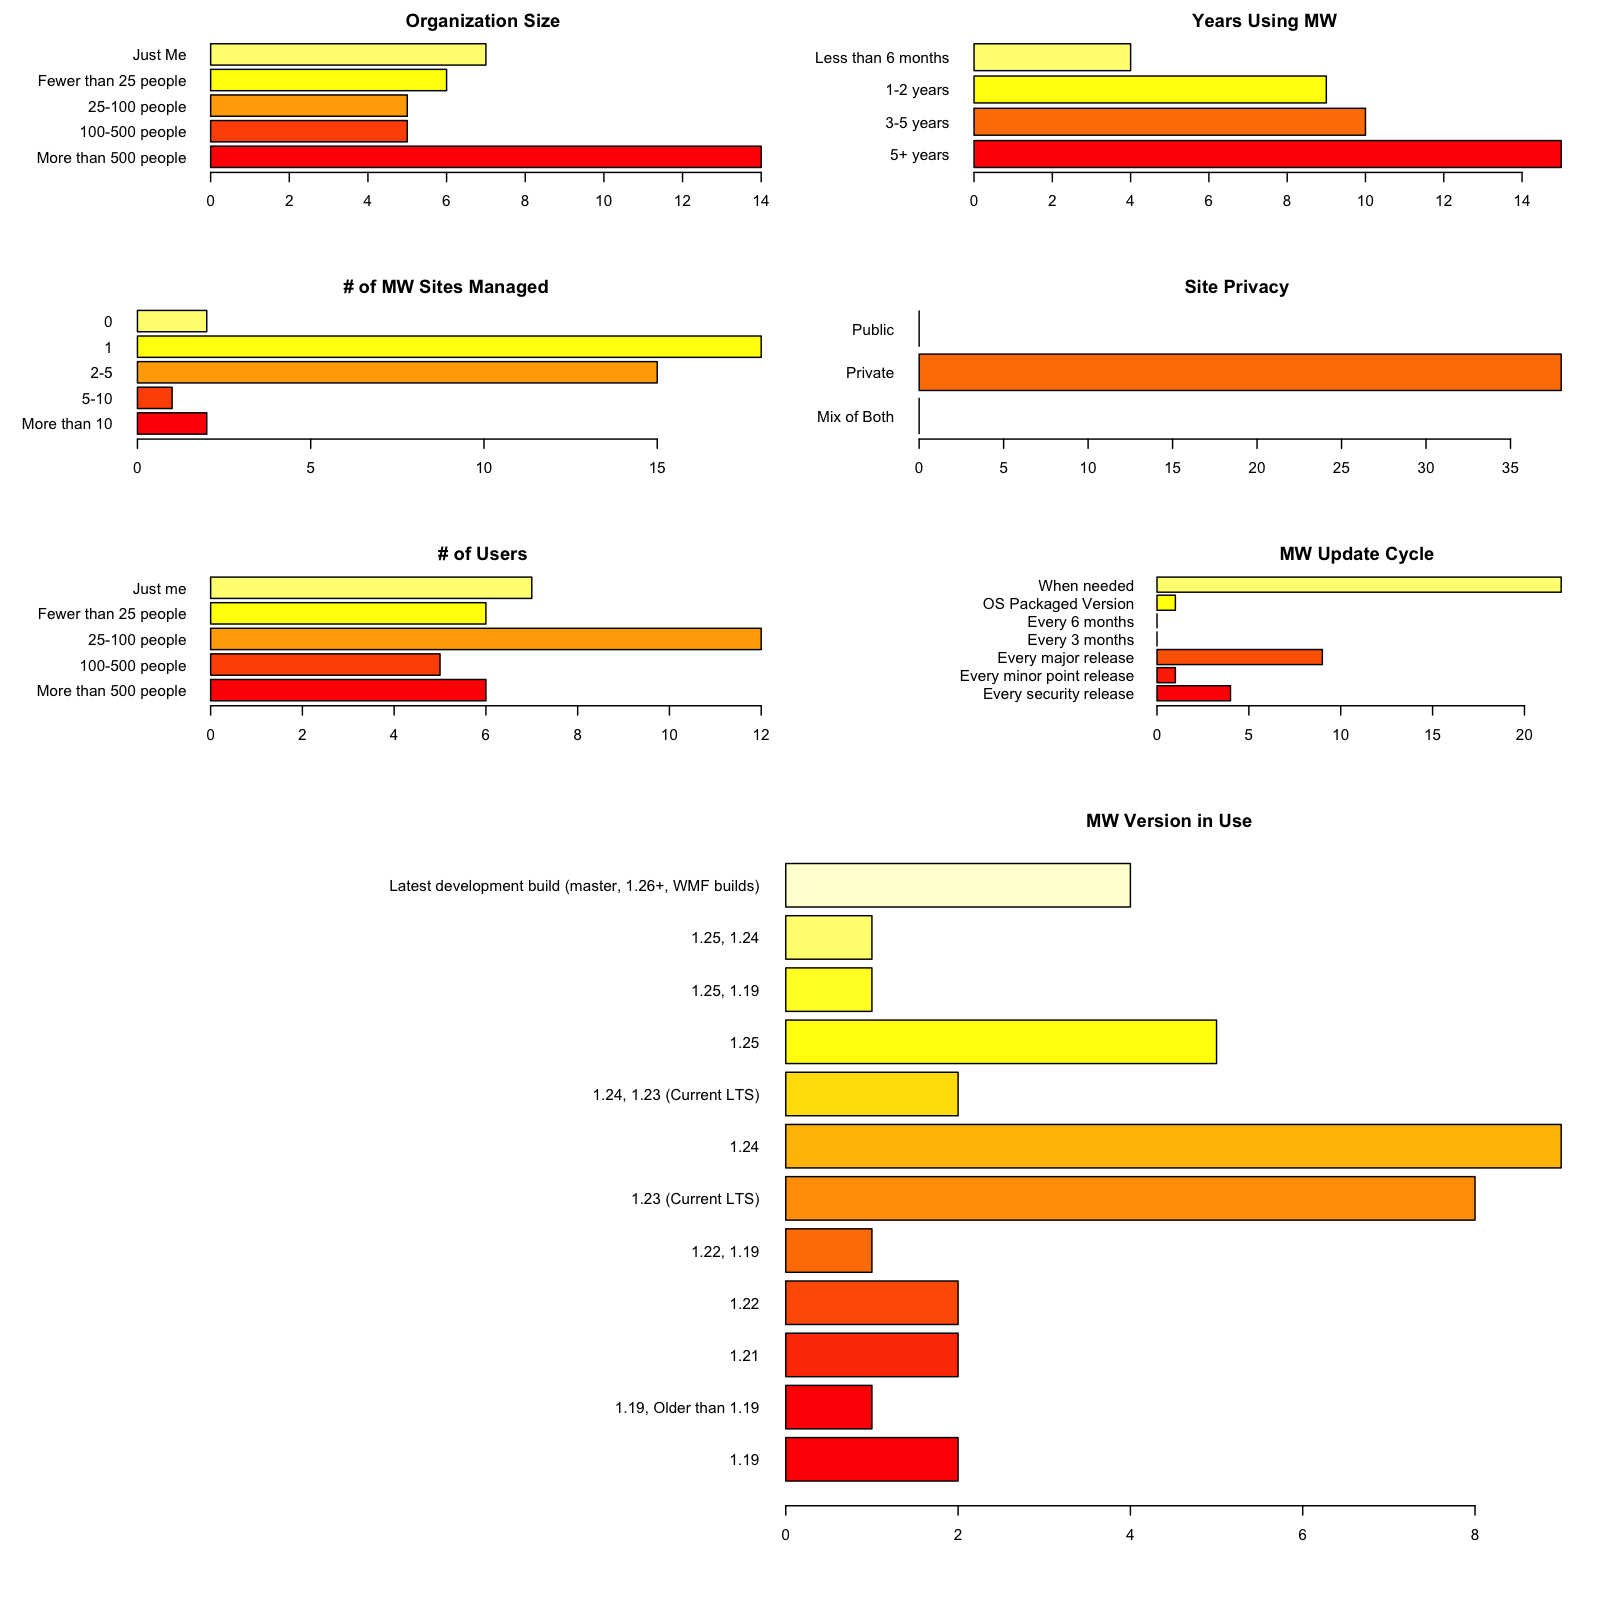 Organization Size
Just Me
Fewer than 25 people
25-100 people
100-500 people
More than 500 people
0 2 4 6 8 10 12 14
Years Using MW
Less than 6 months
1-2 years
3-5 years
5+ years
0 2 4 6 8 10 12 14
# of MW Sites Managed
0
1
2-5
5-10
More than 10
0 5 10 15
Site Privacy
Public
Private
Mix of Both
0 5 10 15 20 25 30 35
# of Users
Just me
Fewer than 25 people
25-100 people
100-500 people
More than 500 people
0 2 4 6 8 10 12
MW Update Cycle
When needed
OS Packaged Version
Every 6 months
Every 3 months
Every major release
Every minor point release
Every security release
0 5 10 15 20
MW Version in Use
Latest development build (master, 1.26+, WMF builds)
1.25, 1.24
1.25, 1.19
1.25
1.24, 1.23 (Current LTS)
1.24
1.23 (Current LTS)
1.22, 1.19
1.22
1.21
1.19, Older than 1.19
1.19
0 2 4 6 8